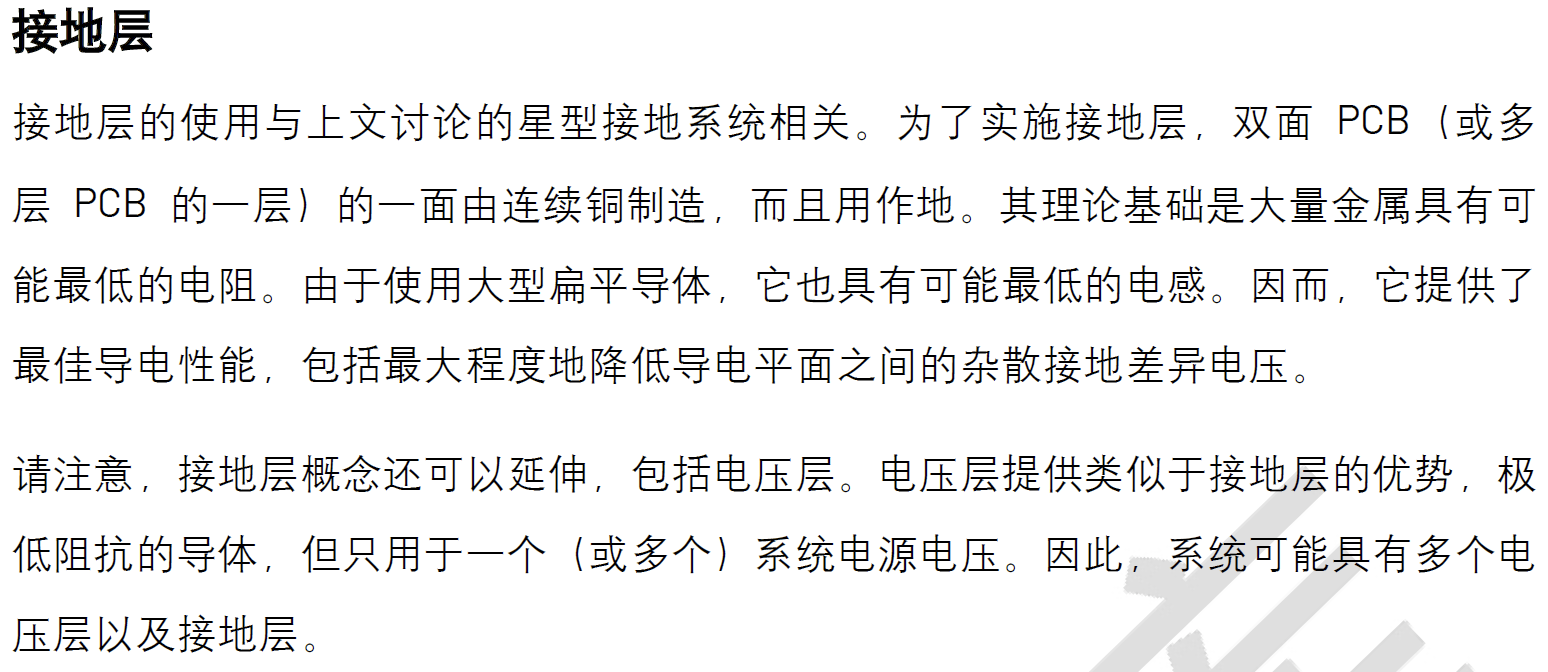 接地层
接地层的使用与上文讨论的星型接地系统相关。为了实施接地层，双面 PCB（或多
层 PCB 的一层）的一面由连续铜制造，而且用作地。其理论基础是大量金属具有可
能最低的电阻。由于使用大型扁平导体，它也具有可能最低的电感。因而，它提供了
最佳导电性能，包括最大程度地降低导电平面之间的杂散接地差异电压。
请注意，接地层概念还可以延伸，包括电压层。电压层提供类似于接地层的优势，极
低阻抗的导体，但只用于一个（或多个）系统电源电压。因此，系统可能具有多个电
压层以及接地层。